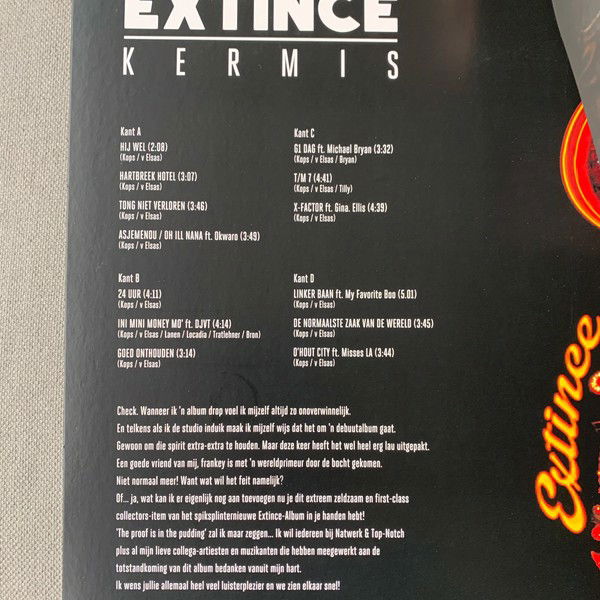 EXTINCE
KERMIS
Kant A
HIJ WEL (2:08)
(Kops / v Elsas)
HARTBREEK HOTEL (3:07)
(Kops / v Elsas)
TONG NIET VERLOREN (3:46)
(Kops / v Elsas)
ASJEMENOU / OH ILL NANA ft. Okwaro (3:49)
(Kops / v Elsas)
Kant C
G1 DAG ft. Michael Bryan (3:32)
(Kops / v Elsas / Bryan)
T/M 7 (4:41)
(Kops / v Elsas / Tilly)
X-FACTOR ft. Gina. Ellis (4:39)
(Kops / v Elsas)
Kant B
24 UUR (4:11)
(Kops / v Elsas)
INI MINI MONEY MO' ft. DJVT (4:14)
(Kops / v Elsas / Lanen / Locadia / Tratlehner / Bron)
GOED ONTHOUDEN (3:14)
(Kops / v Elsas)
Kant D
LINKER BAAN ft. My Favorite Boo (5.01)
(Kops / v Elsas)
DE NORMAALSTE ZAAK VAN DE WERELD (3:45)
(Kops / v Elsas)
O'HOUT CITY ft. Misses LA (3:44)
(Kops / v Elsas)
Check. Wanneer ik 'n album drop voel ik mijzelf altijd zo onoverwinnelijk.
En telkens als ik de studio induik maak ik mijzelf wijs dat het om 'n debuutalbum gaat.
Gewoon om die spirit extra-extra te houden. Maar deze keer heeft het wel heel erg lau uitgepakt.
Een goede vriend van mij, frankey is met 'n wereldprimeur door de bocht gekomen.
Niet normaal meer! Want wat wil het feit namelijk?
Of... ja, wat kan ik er eigenlijk nog aan toevoegen nu je dit extreem zeldzaam en first-class
collectors-item van het spiksplinternieuwe Extince-Album in je handen hebt!
'The proof is in the pudding' zal ik maar zeggen... Ik wil iedereen bij Natwerk & Top-Notch
plus al mijn lieve collega-artiesten en muzikanten die hebben meegewerkt aan de
totstandkoming van dit album bedanken vanuit mijn hart.
Ik wens jullie allemaal heel veel luisterplezier en we zien elkaar snel!
Extince